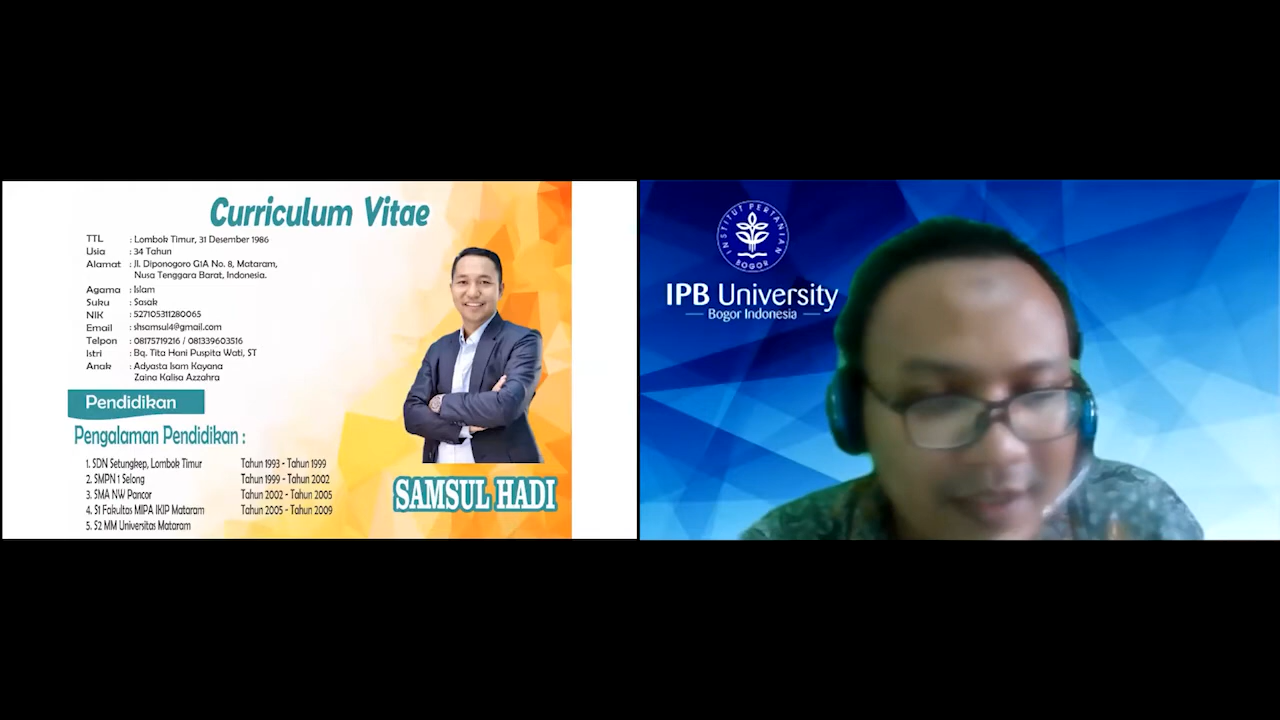 Curriculum Vitae
TTL : Lombok Timur, 31 Desember 1986
Usia : 34 Tahun
Alamat : Jl. Diponogoro G1A No. 8, Mataram,
Nusa Tenggara Barat, Indonesia.
Agama : Islam
Suku : Sasak
NIK : 527105311280065
Email : shsamsul4@gmail.com
Telpon : 08175719216 / 081339603516
Istri : Bq. Tita Hani Puspita Wati, ST
Anak : Adyasta Isam Kayana
Zaina Kalisa Azzahra
Pendidikan
Pengalaman Pendidikan :
1. SDN Setungkep, Lombok Timur Tahun 1993 - Tahun 1999
2. SMPN 1 Selong Tahun 1999 - Tahun 2002
3. SMA NW Pancor Tahun 2002 - Tahun 2005
4. S1 Fakultas MIPA IKIP Mataram Tahun 2005 - Tahun 2009
5. S2 MM Universitas Mataram
SAMSUL HADI
INSTITUT PERTANIAN
BOGOR
IPB University
Bogor Indonesia